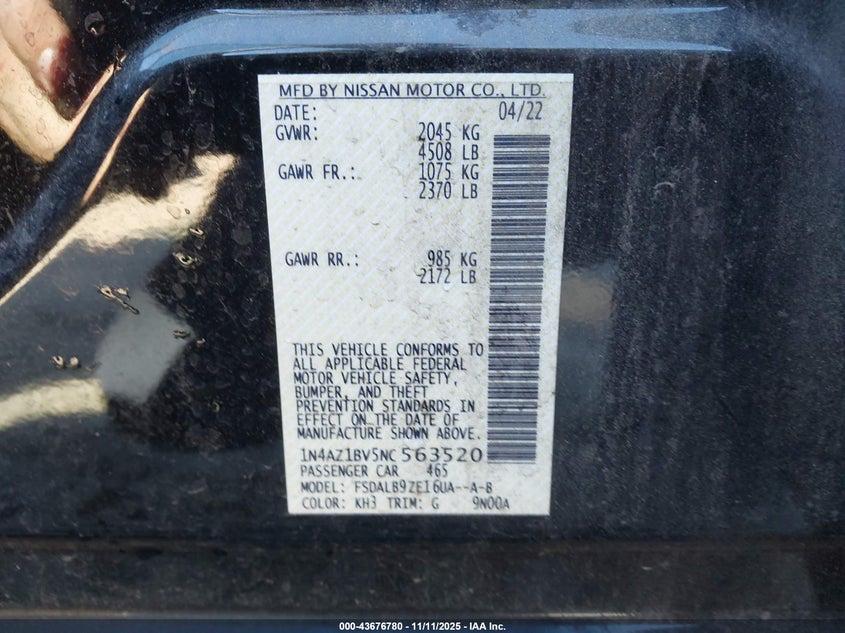 MFD BY NISSAN MOTOR CO., LTD.
DATE: 04/22
GVWR: 2045 KG
4508 LB
GAWR FR.: 1075 KG
2370 LB
GAWR RR.: 985 KG
2172 LB
THIS VEHICLE CONFORMS TO
ALL APPLICABLE FEDERAL
MOTOR VEHICLE SAFETY,
BUMPER, AND THEFT
PREVENTION STANDARDS IN
EFFECT ON THE DATE OF
MANUFACTURE SHOWN ABOVE.
1N4AZ1BV5NC563520
PASSENGER CAR 465
MODEL: FSDALB9ZE16UA--A-B
COLOR: KH3 TRIM: G 9N00A
000-43676780 - 11/11/2025 - IAA Inc.